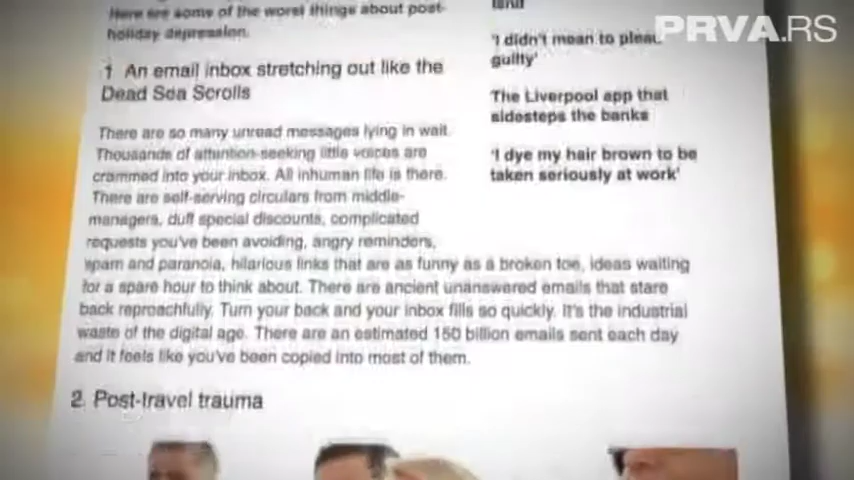 Here are some of the worst things about post-
holiday depression.
1 An email inbox stretching out like the
Dead Sea Scrolls
There are so many unread messages lying in wait.
Thousands of attention-seeking little voices are
crammed into your inbox. All inhuman life is there.
There are self-serving circulars from middle-
managers, duff special discounts, complicated
requests you've been avoiding, angry reminders,
spam and paranoia, hilarious links that are as funny as a broken toe, ideas waiting
for a spare hour to think about. There are ancient unanswered emails that stare
back reproachfully. Turn your back and your inbox fills so quickly. It's the industrial
waste of the digital age. There are an estimated 150 billion emails sent each day
and it feels like you've been copied into most of them.
2. Post-travel trauma
'I didn't mean to plead
guilty'
The Liverpool app that
sidesteps the banks
'I dye my hair brown to be
taken seriously at work'
PRVA.RS